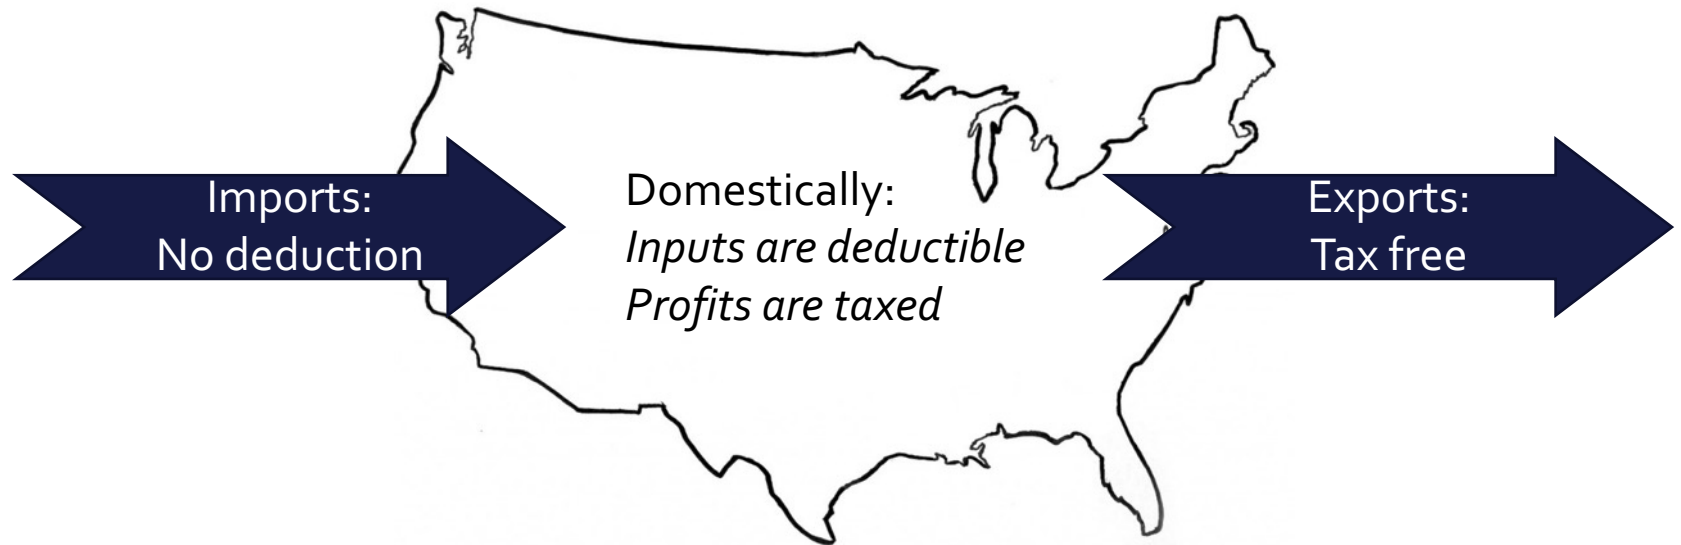 Imports:
No deduction
Domestically:
Inputs are deductible
Profits are taxed
Exports:
Tax free